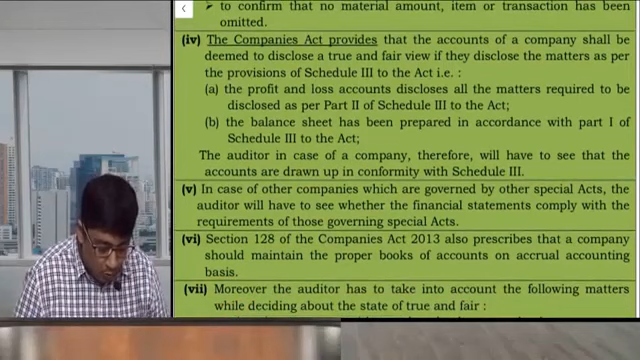 ➢ to confirm that no material amount, item or transaction has been
omitted.
(iv) The Companies Act provides that the accounts of a company shall be
deemed to disclose a true and fair view if they disclose the matters as per
the provisions of Schedule III to the Act i.e. :
(a) the profit and loss accounts discloses all the matters required to be
disclosed as per Part II of Schedule III to the Act;
(b) the balance sheet has been prepared in accordance with part I of
Schedule III to the Act;
The auditor in case of a company, therefore, will have to see that the
accounts are drawn up in conformity with Schedule III.
(v) In case of other companies which are governed by other special Acts, the
auditor will have to see whether the financial statements comply with the
requirements of those governing special Acts.
(vi) Section 128 of the Companies Act 2013 also prescribes that a company
should maintain the proper books of accounts on accrual accounting
basis.
(vii) Moreover the auditor has to take into account the following matters
while deciding about the state of true and fair :